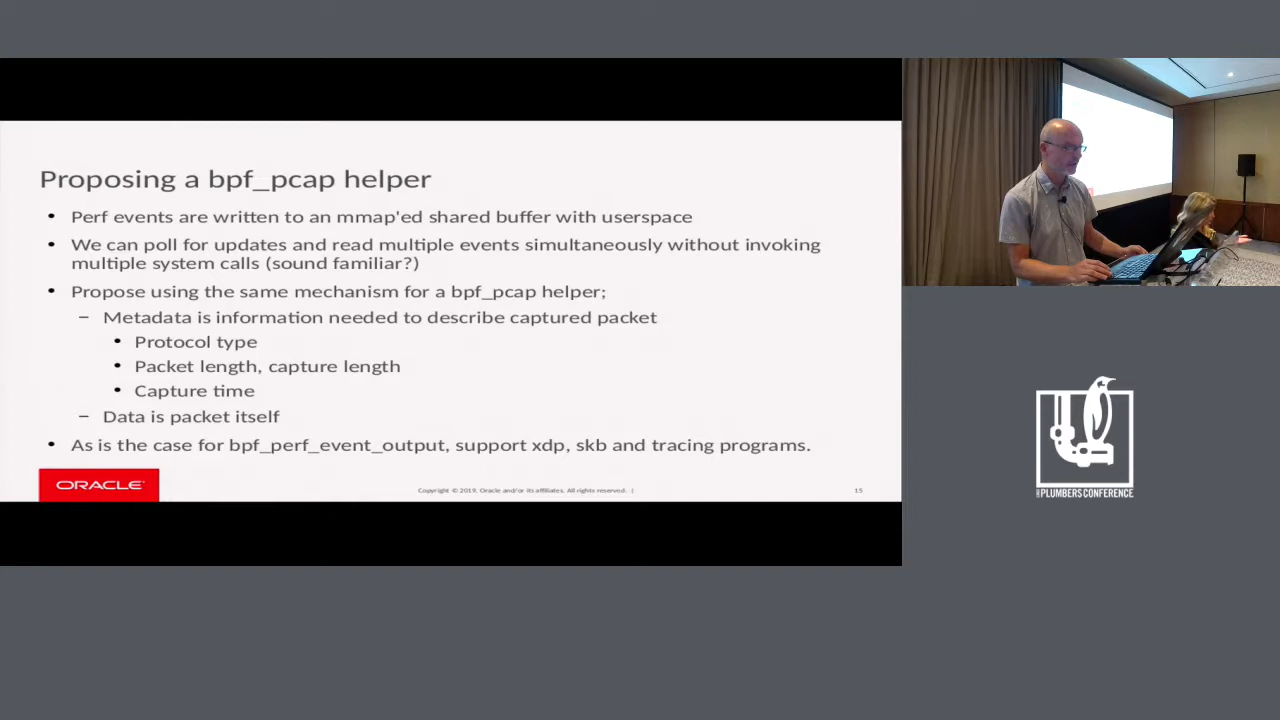 Proposing a bpf_pcap helper
• Perf events are written to an mmap'ed shared buffer with userspace
• We can poll for updates and read multiple events simultaneously without invoking
multiple system calls (sound familiar?)
• Propose using the same mechanism for a bpf_pcap helper;
– Metadata is information needed to describe captured packet
• Protocol type
• Packet length, capture length
• Capture time
– Data is packet itself
• As is the case for bpf_perf_event_output, support xdp, skb and tracing programs.
ORACLE
Copyright © 2019, Oracle and/or its affiliates. All rights reserved. |
15
PLUMBERS CONFERENCE